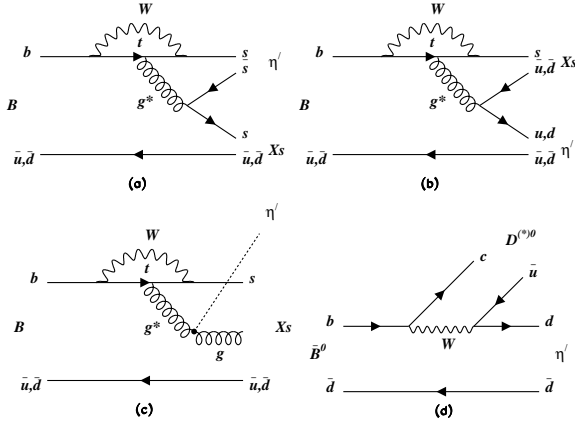 W
b t s
s̄ η′
g*
B
s
ū,d̄ ū,d̄ Xs
(a)
W
b t s
ū,d̄ Xs
g*
B
u,d
ū,d̄ ū,d̄ η′
(b)
η′
W
b t s
g*
B Xs
g
ū,d̄ ū,d̄
(c)
D(*)0
c
ū
b d
W
B̄0 η′
d̄ d̄
(d)